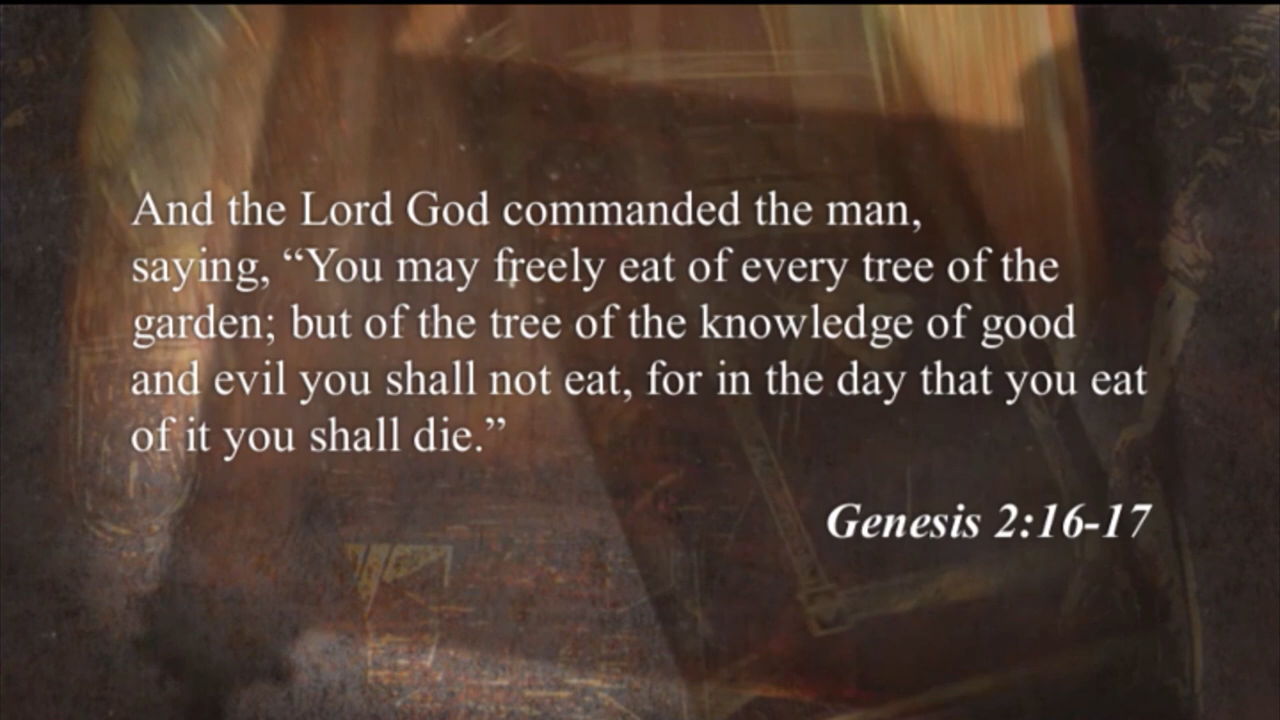 And the Lord God commanded the man,
saying, “You may freely eat of every tree of the
garden; but of the tree of the knowledge of good
and evil you shall not eat, for in the day that you eat
of it you shall die.”
Genesis 2:16-17